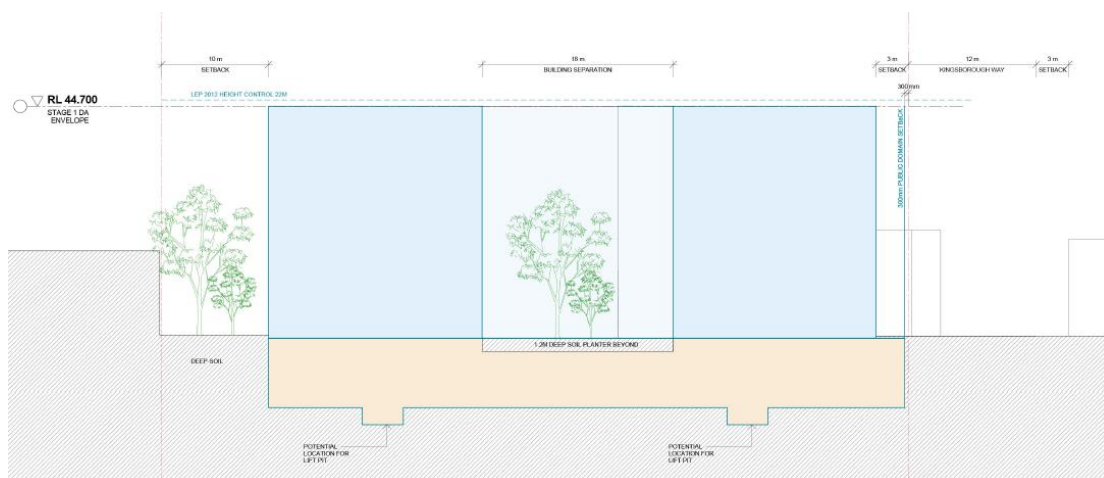 10 m
SETBACK
18 m
BUILDING SEPARATION
3 m
SETBACK
12 m
KINGSBOROUGH WAY
3 m
SETBACK
LEP 2012 HEIGHT CONTROL 22M
300mm
RL 44.700
STAGE 1 DA
ENVELOPE
300mm PUBLIC DOMAIN SETBACK
1.2M DEEP SOIL PLANTER BEYOND
DEEP SOIL
POTENTIAL
LOCATION FOR
LIFT PIT
POTENTIAL
LOCATION FOR
LIFT PIT